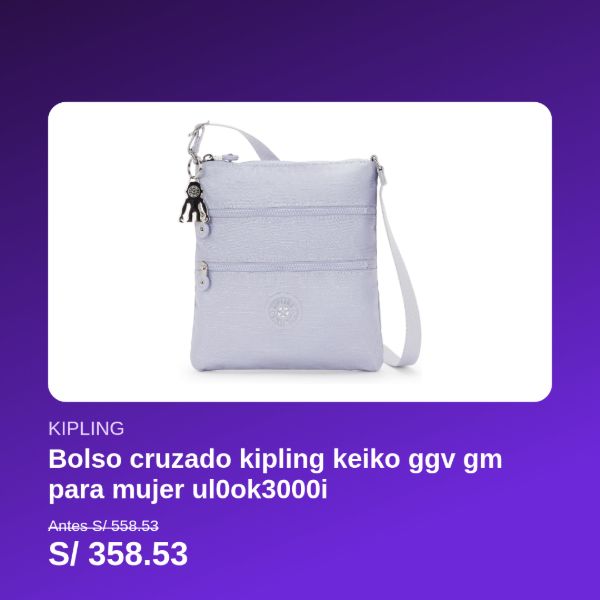 KIPLING
Bolso cruzado kipling keiko ggv gm
para mujer ul0ok3000i
Antes S/ 558.53
S/ 358.53